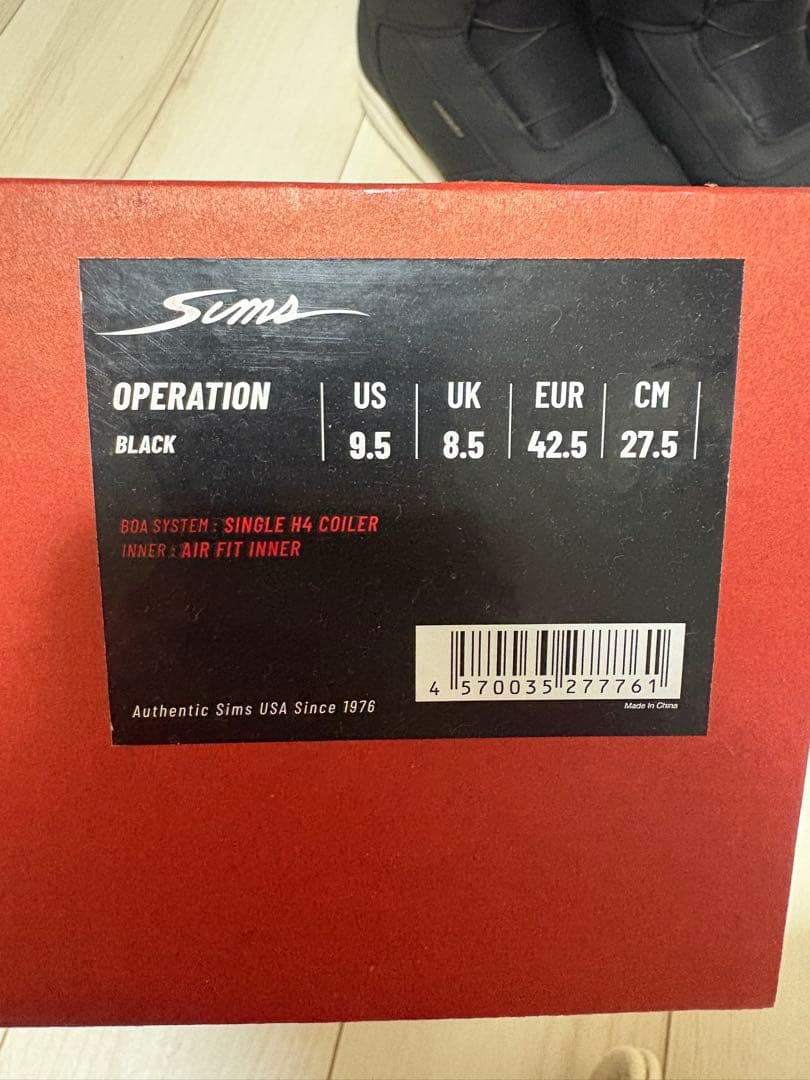 Sims
OPERATION
BLACK
US UK EUR CM
9.5 8.5 42.5 27.5
BOA SYSTEM : SINGLE H4 COILER
INNER : AIR FIT INNER
4 570035 277761
Authentic Sims USA Since 1976
Made In China